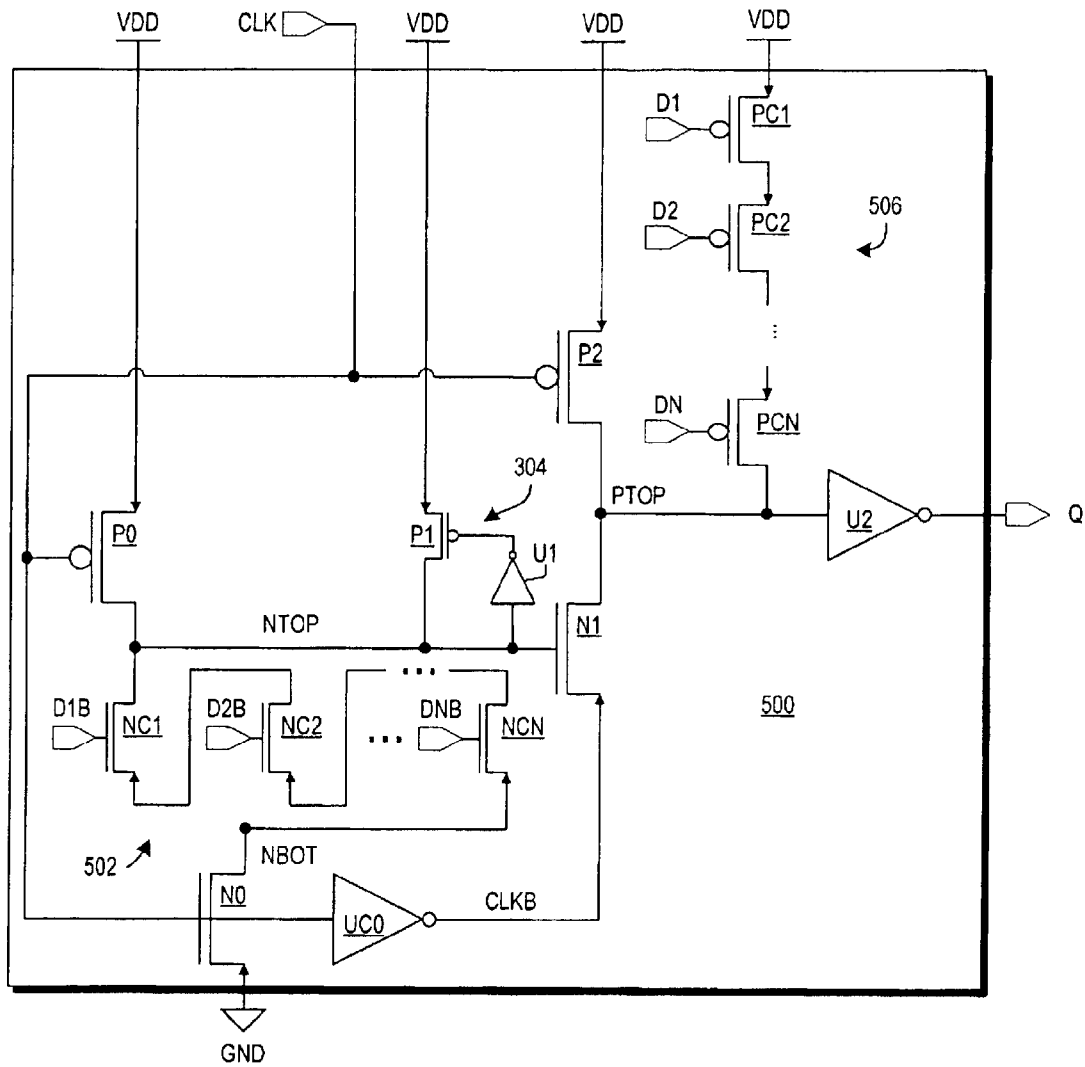 VDD CLK VDD VDD VDD
D1 PC1
D2 PC2
506
...
P2
DN PCN
304
PTOP
P0 P1 U2 Q
U1
NTOP N1
...
D1B NC1 D2B NC2 ... DNB NCN
500
502 NBOT
N0 UC0 CLKB
GND